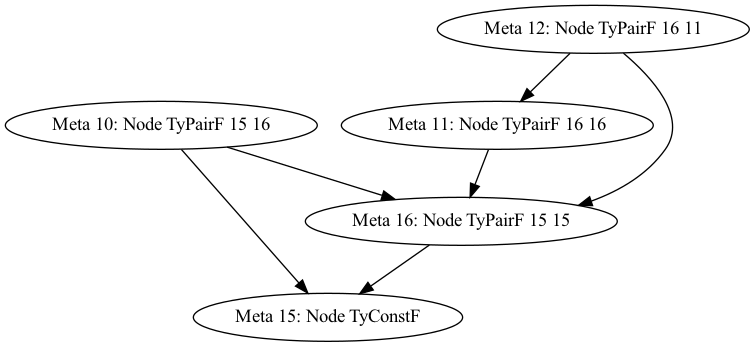 Meta 12: Node TyPairF 16 11
Meta 10: Node TyPairF 15 16
Meta 11: Node TyPairF 16 16
Meta 16: Node TyPairF 15 15
Meta 15: Node TyConstF